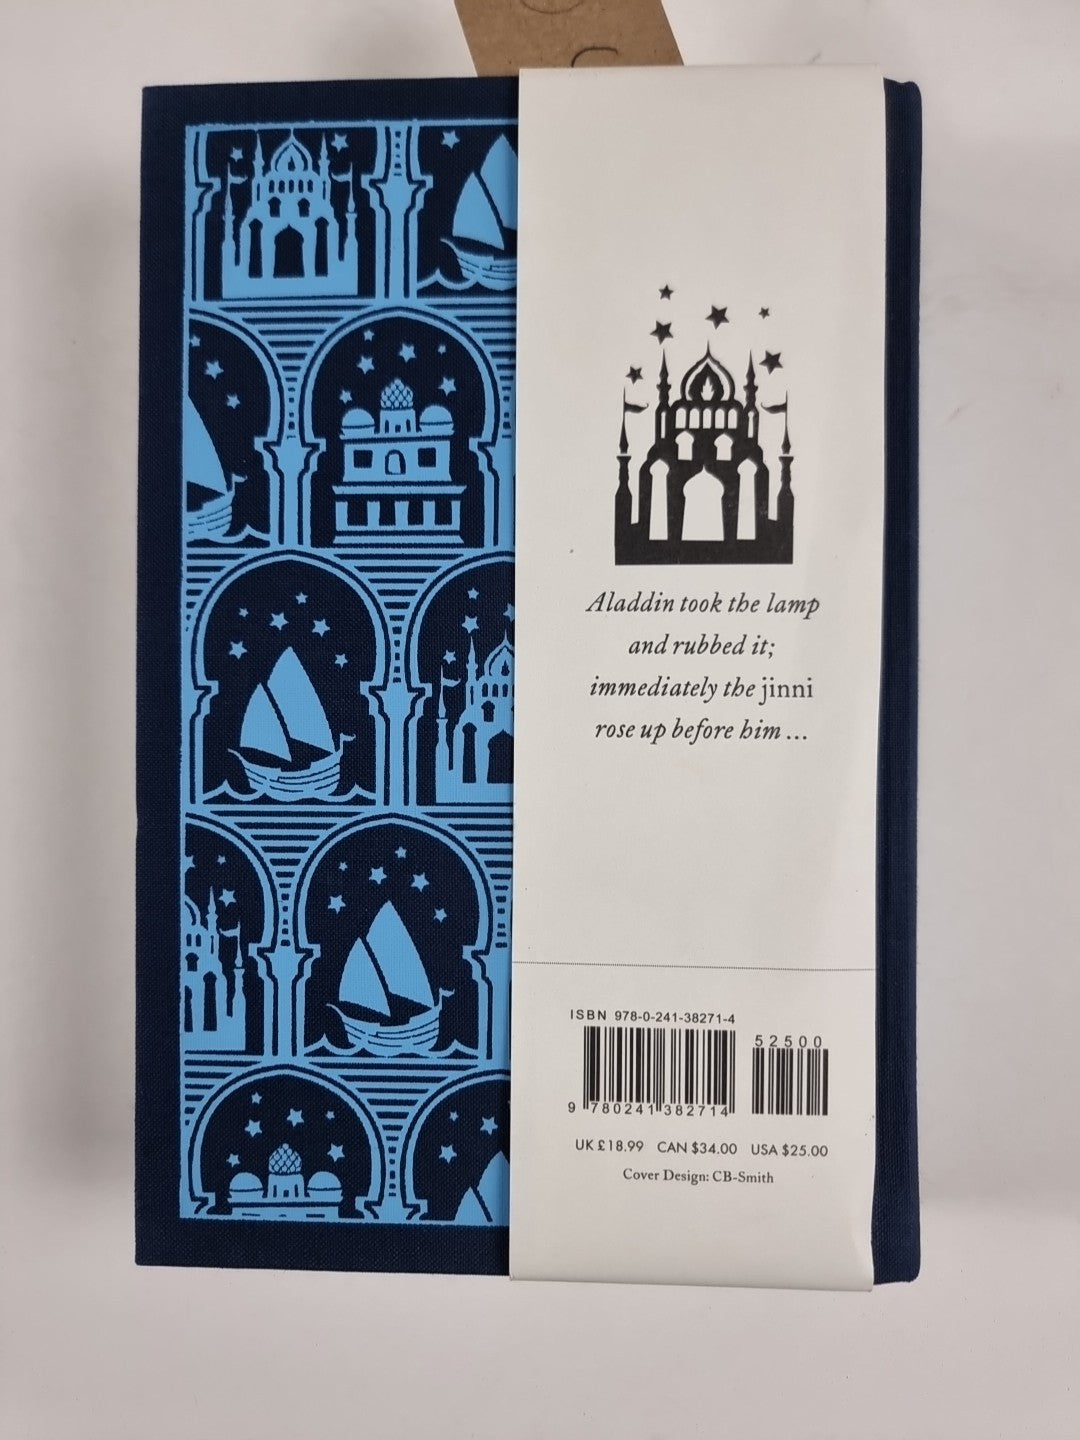 Aladdin took the lamp
and rubbed it;
immediately the jinni
rose up before him ...
ISBN 978-0-241-38271-4
52500
9 780241 382714
UK £18.99 CAN $34.00 USA $25.00
Cover Design: CB-Smith